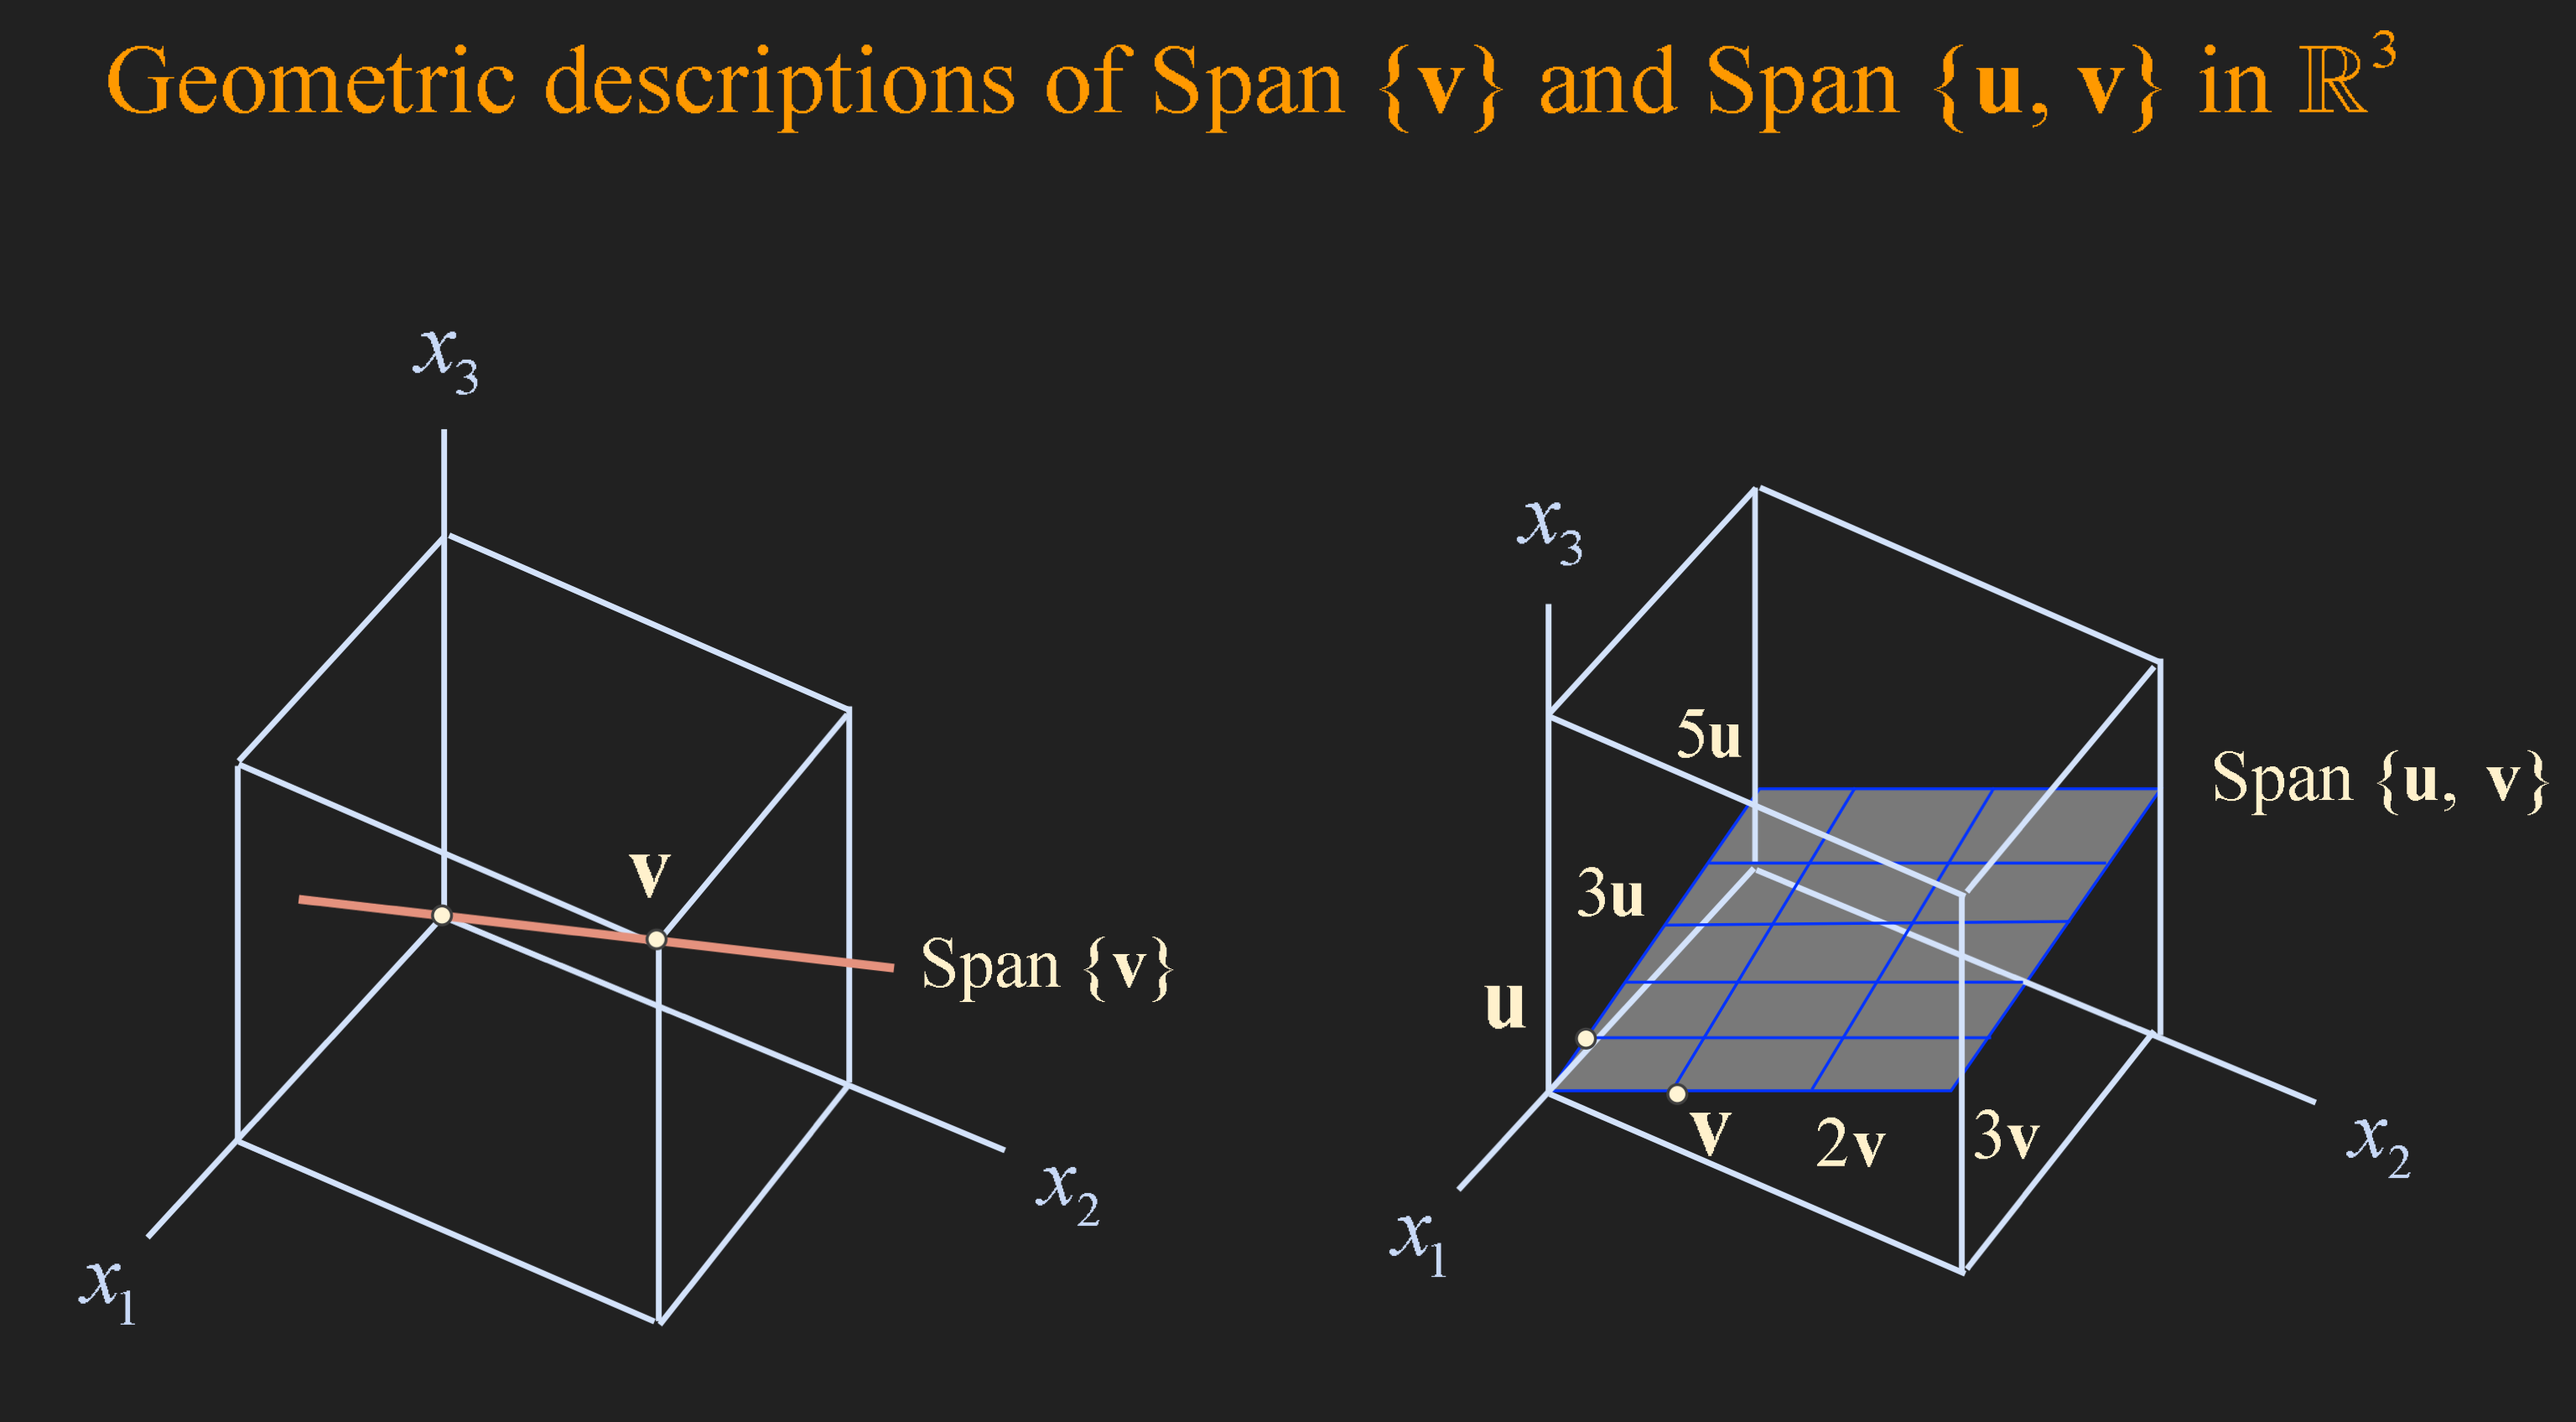 Geometric descriptions of Span {v} and Span {u, v} in ℝ³
x₃
v
Span {v}
x₂
x₁
x₃
5u
Span {u, v}
3u
u
v
2v
3v
x₂
x₁